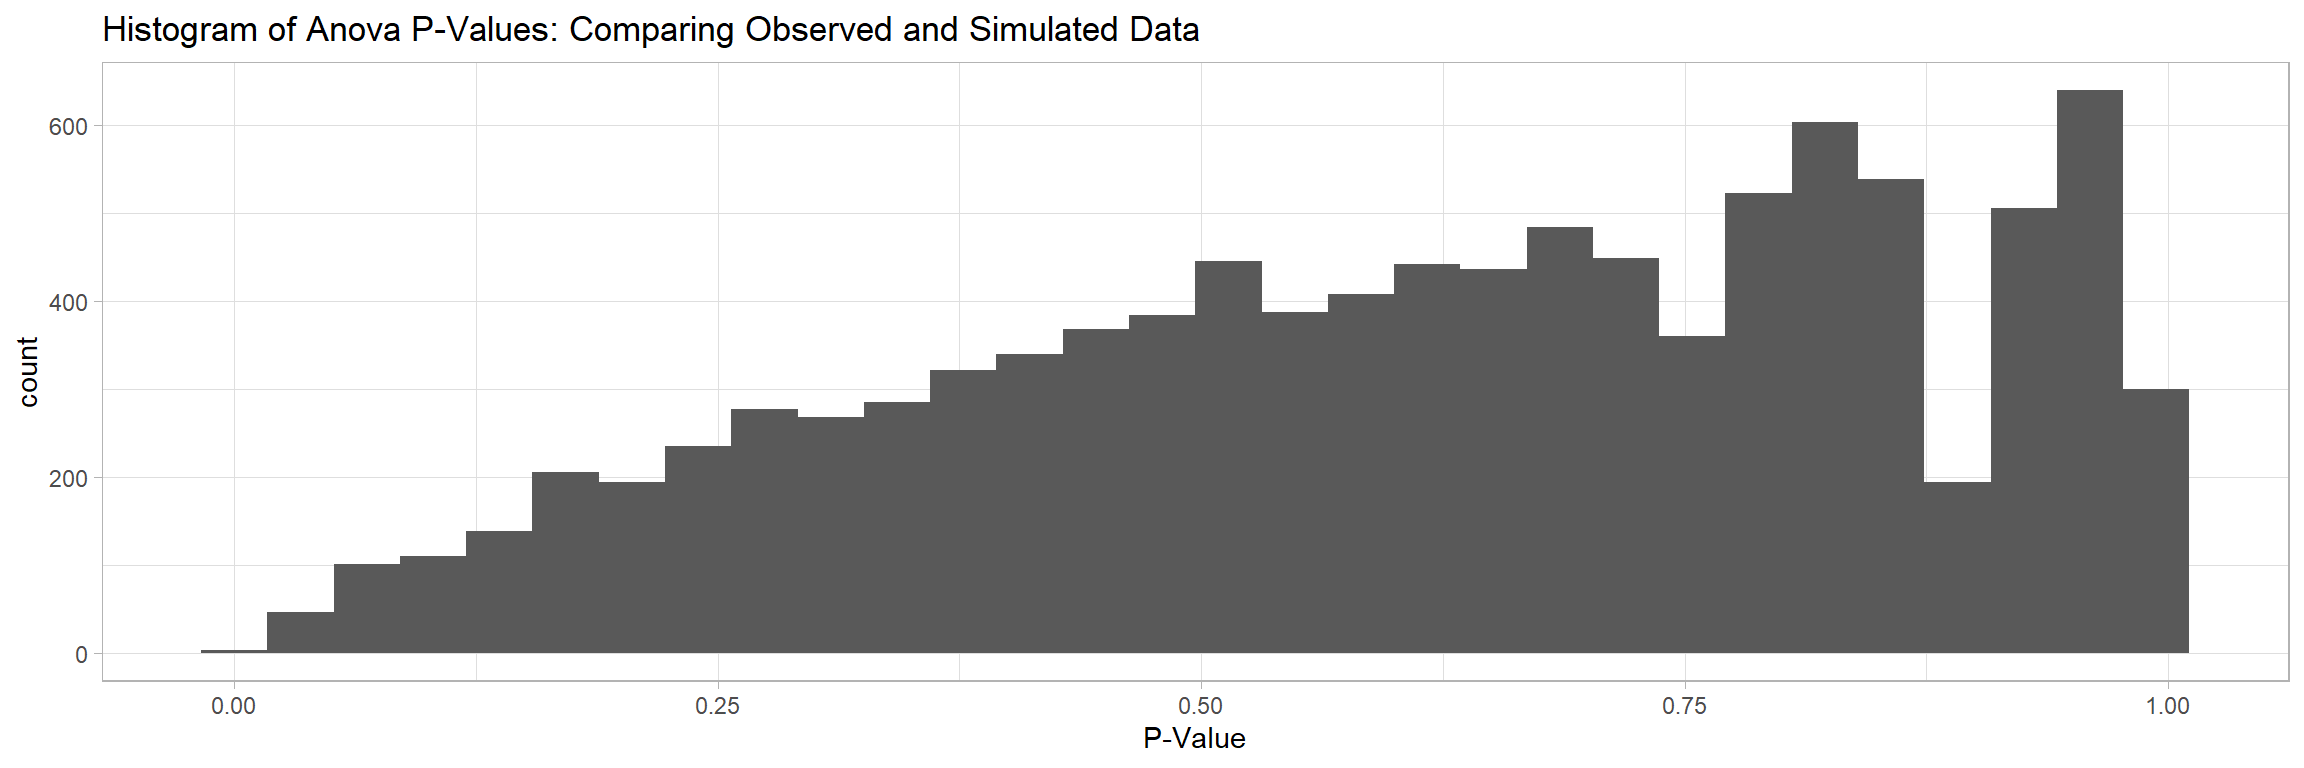 Histogram of Anova P-Values: Comparing Observed and Simulated Data
600
400
200
0
count
0.00 0.25 0.50 0.75 1.00
P-Value